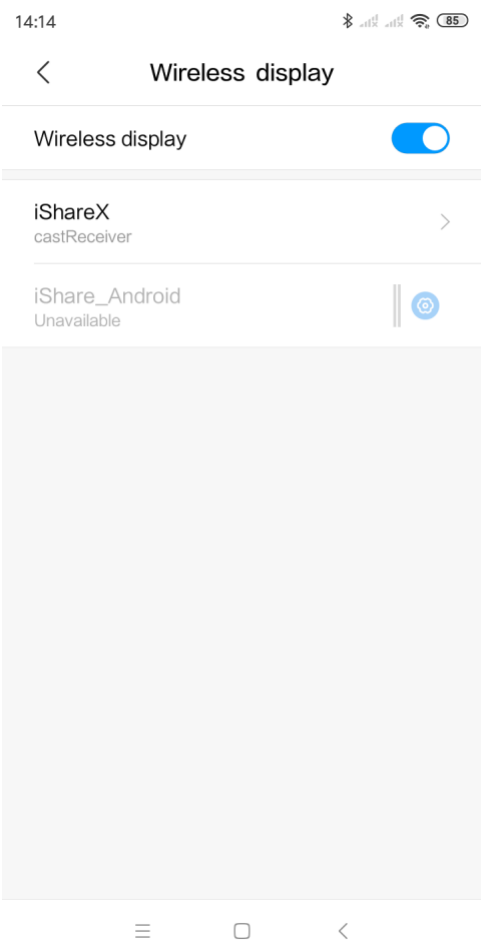 14:14
85
Wireless display
Wireless display
iShareX
castReceiver
iShare_Android
Unavailable